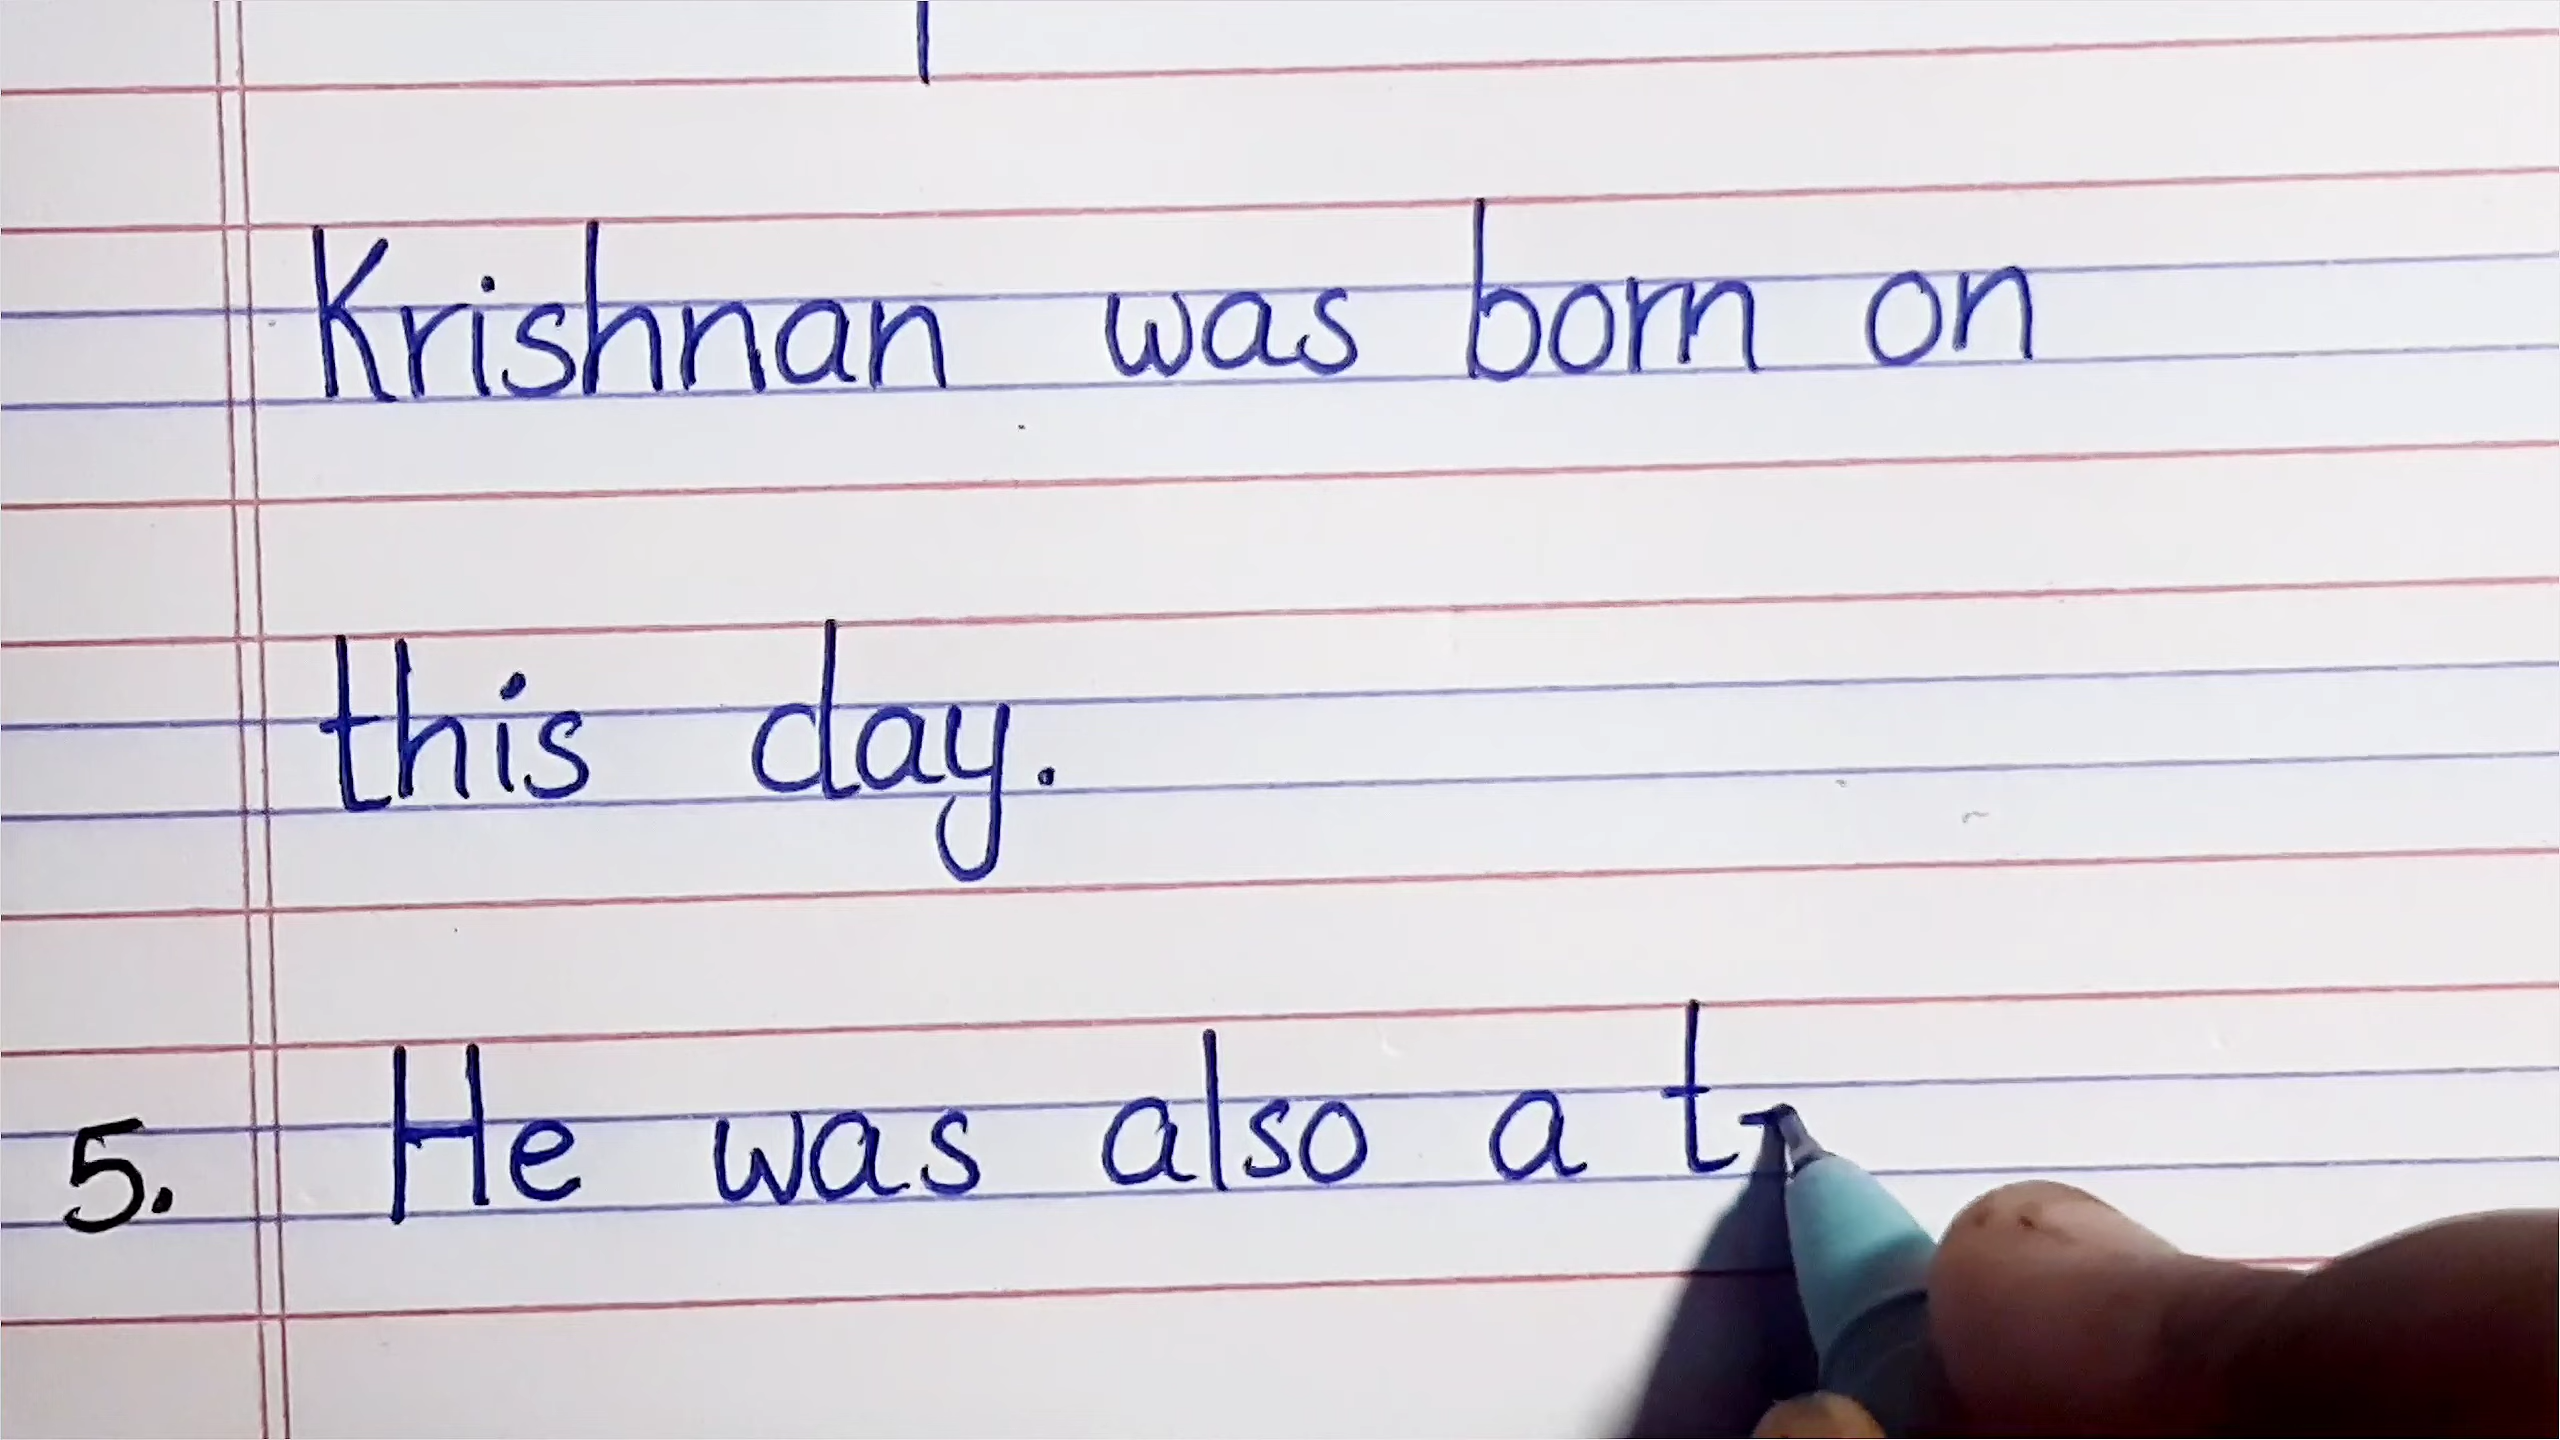 Krishnan was born on
this day.
5. He was also a t